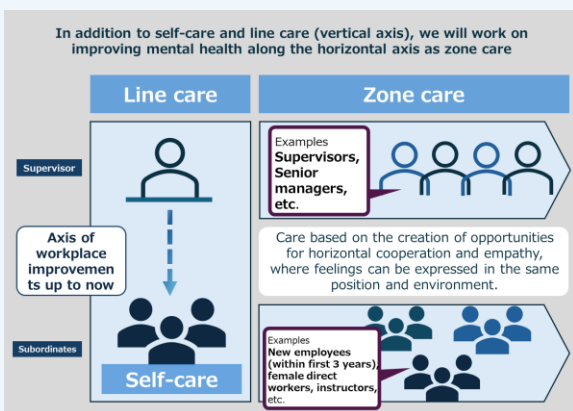 In addition to self-care and line care (vertical axis), we will work on
improving mental health along the horizontal axis as zone care
Line care
Zone care
Supervisor
Examples
Supervisors,
Senior
managers,
etc.
Axis of
workplace
improvemen
ts up to now
Care based on the creation of opportunities
for horizontal cooperation and empathy,
where feelings can be expressed in the same
position and environment.
Subordinates
Self-care
Examples
New employees
(within first 3 years),
female direct
workers, instructors,
etc.